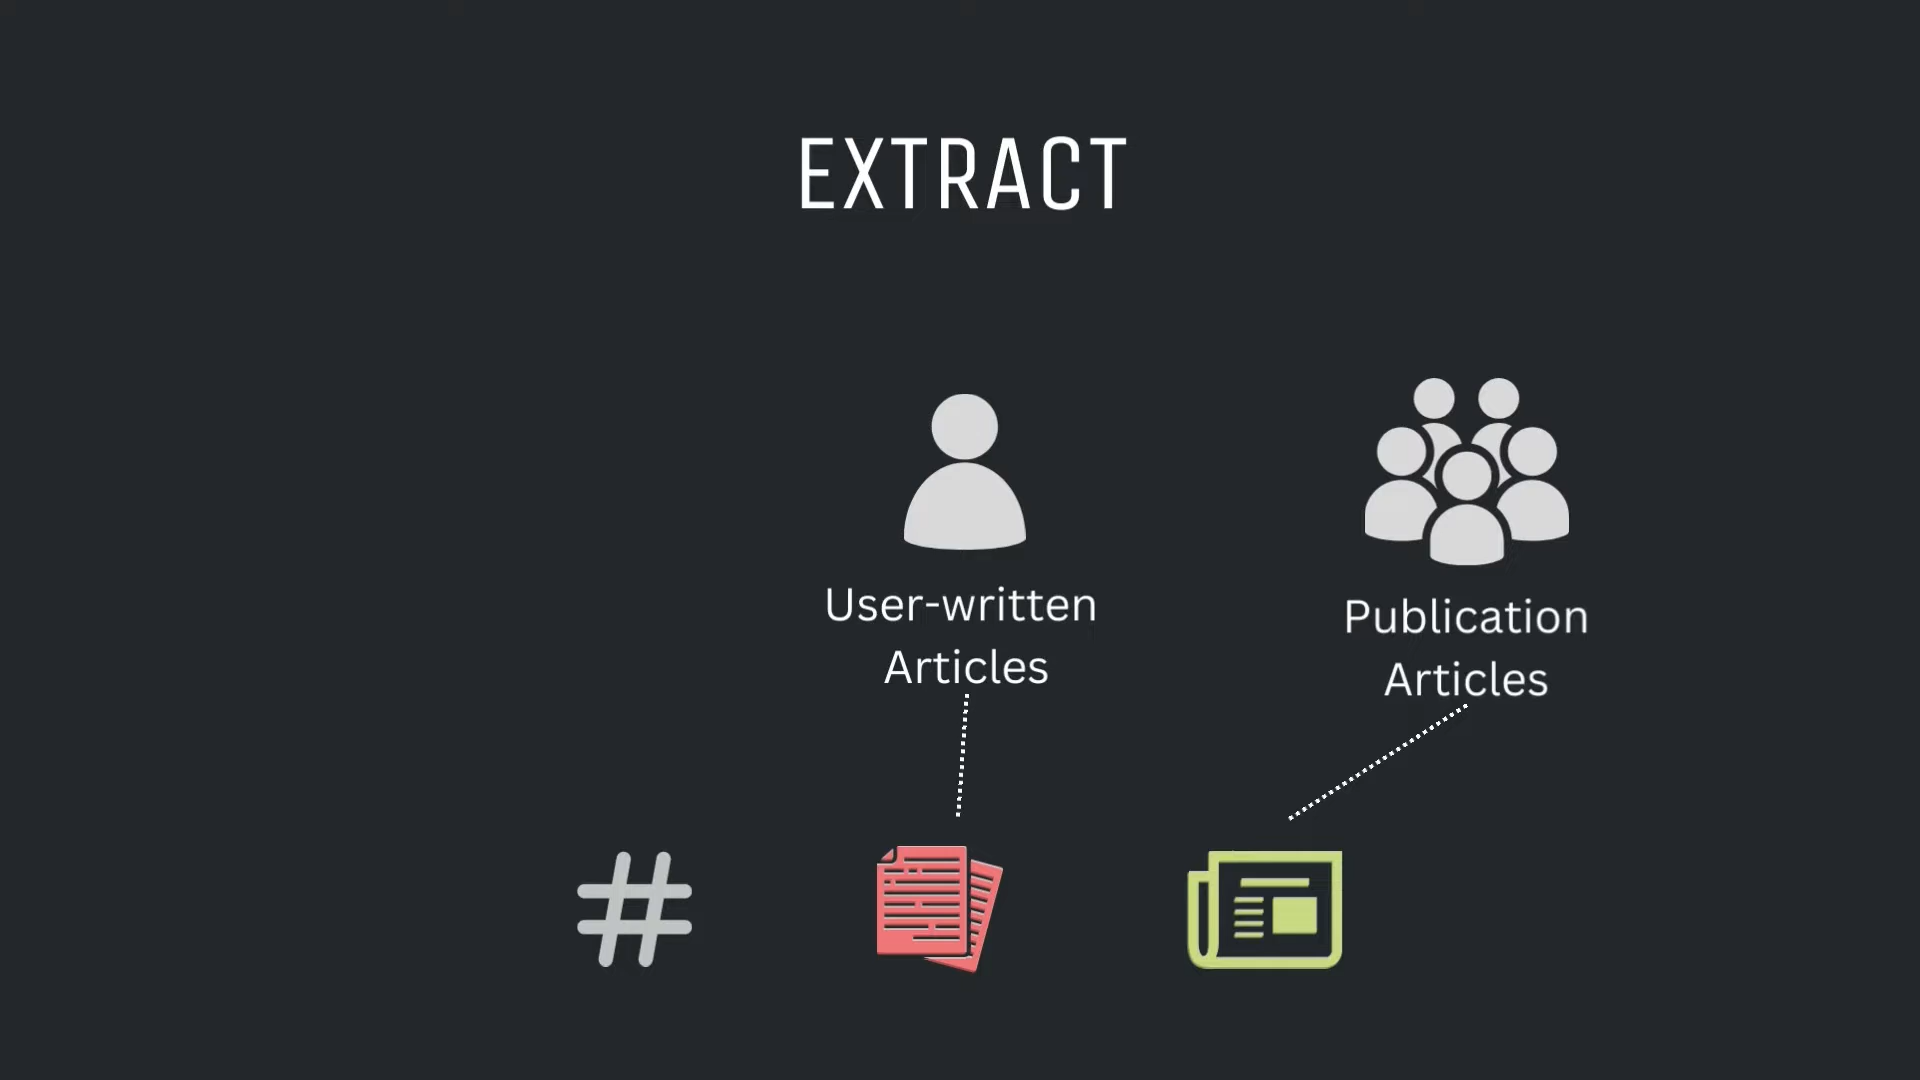 EXTRACT
User-written
Articles
Publication
Articles
#